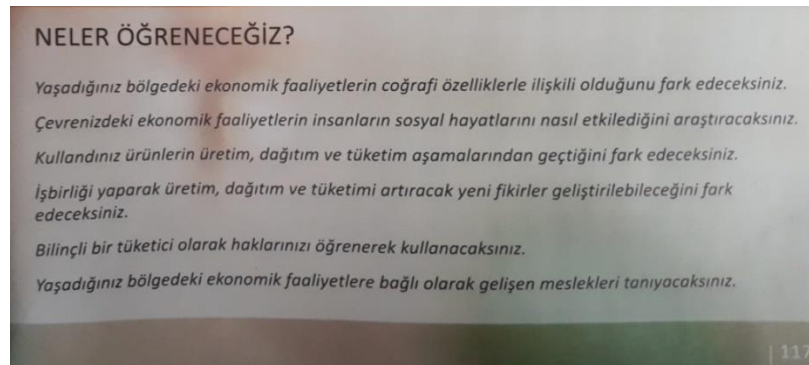 NELER ÖĞRENECEĞİZ?
Yaşadığınız bölgedeki ekonomik faaliyetlerin coğrafi özelliklerle ilişkili olduğunu fark edeceksiniz.
Çevrenizdeki ekonomik faaliyetlerin insanların sosyal hayatlarını nasıl etkilediğini araştıracaksınız.
Kullandınız ürünlerin üretim, dağıtım ve tüketim aşamalarından geçtiğini fark edeceksiniz.
İşbirliği yaparak üretim, dağıtım ve tüketimi artıracak yeni fikirler geliştirilebileceğini fark
edeceksiniz.
Bilinçli bir tüketici olarak haklarınızı öğrenerek kullanacaksınız.
Yaşadığınız bölgedeki ekonomik faaliyetlere bağlı olarak gelişen meslekleri tanıyacaksınız.
| 117